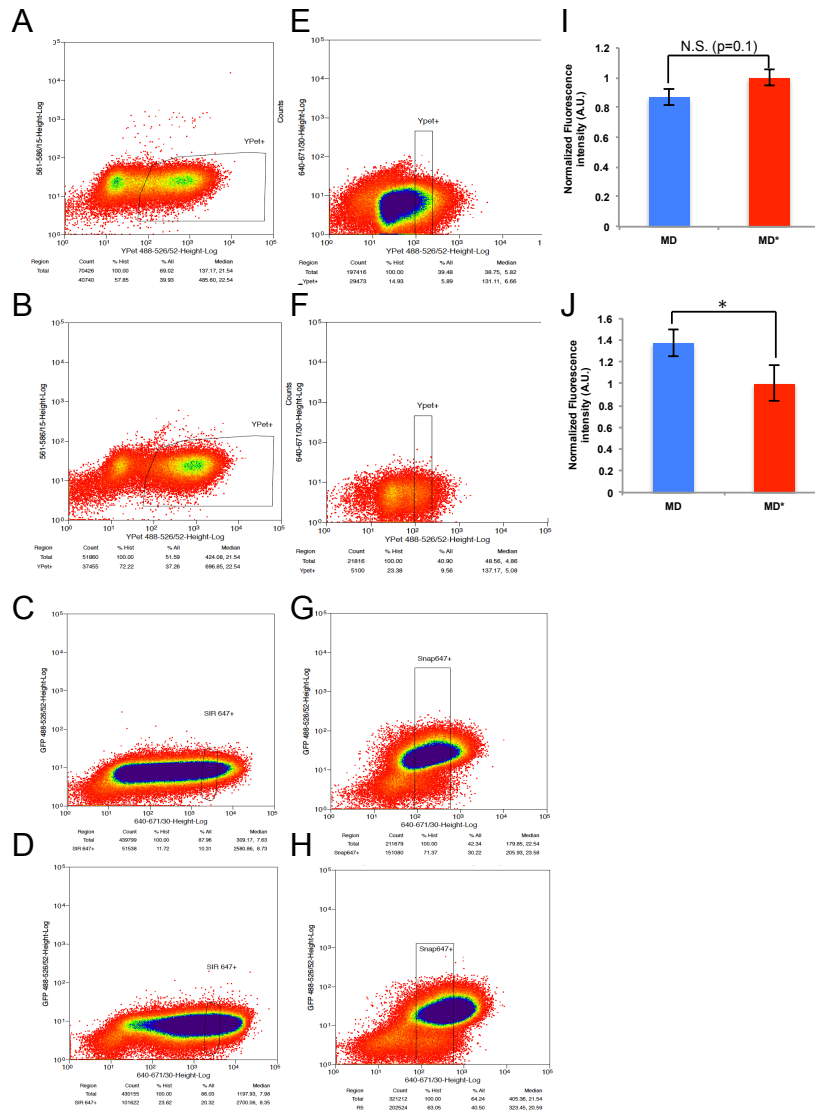 A
561-586/15-Height-Log
YPet+
YPet 488-526/52-Height-Log
Region Count % Hist % All Median
Total 70426 100.00 69.02 137.17, 21.54
40740 57.85 39.93 485.60, 22.54
B
561-586/15-Height-Log
YPet+
YPet 488-526/52-Height-Log
Region Count % Hist % All Median
Total 51860 100.00 51.59 424.08, 21.54
YPet+ 37455 72.22 37.26 696.85, 22.54
C
GFP 488-526/52-Height-Log
SIR 647+
640-671/30-Height-Log
Region Count % Hist % All Median
Total 439799 100.00 87.96 309.17, 7.63
SIR 647+ 51538 11.72 10.31 2580.86, 8.73
D
GFP 488-526/52-Height-Log
SIR 647+
640-671/30-Height-Log
Region Count % Hist % All Median
Total 430155 100.00 86.03 1197.93, 7.98
SIR 647+ 101622 23.62 20.32 2700.06, 8.35
E
Counts
640-671/30-Height-Log
Ypet+
YPet 488-526/52-Height-Log
Region Count % Hist % All Median
Total 197416 100.00 39.48 38.75, 5.82
Ypet+ 29473 14.93 5.89 131.11, 6.66
F
Counts
640-671/30-Height-Log
Ypet+
YPet 488-526/52-Height-Log
Region Count % Hist % All Median
Total 21816 100.00 40.90 48.56, 4.86
Ypet+ 5100 23.38 9.56 137.17, 5.08
G
GFP 488-526/52-Height-Log
Snap647+
640-671/30-Height-Log
Region Count % Hist % All Median
Total 211679 100.00 42.34 179.85, 22.54
Snap647+ 151080 71.37 30.22 205.93, 23.58
H
GFP 488-526/52-Height-Log
Snap647+
640-671/30-Height-Log
Region Count % Hist % All Median
Total 321212 100.00 64.24 405.36, 21.54
R5 202524 63.05 40.50 323.45, 20.59
I
N.S. (p=0.1)
Normalized Fluorescence
intensity (A.U.)
1.2
1
0.8
0.6
0.4
0.2
0
MD MD*
J
*
Normalized Fluorescence
intensity (A.U.)
1.6
1.4
1.2
1
0.8
0.6
0.4
0.2
0
MD MD*